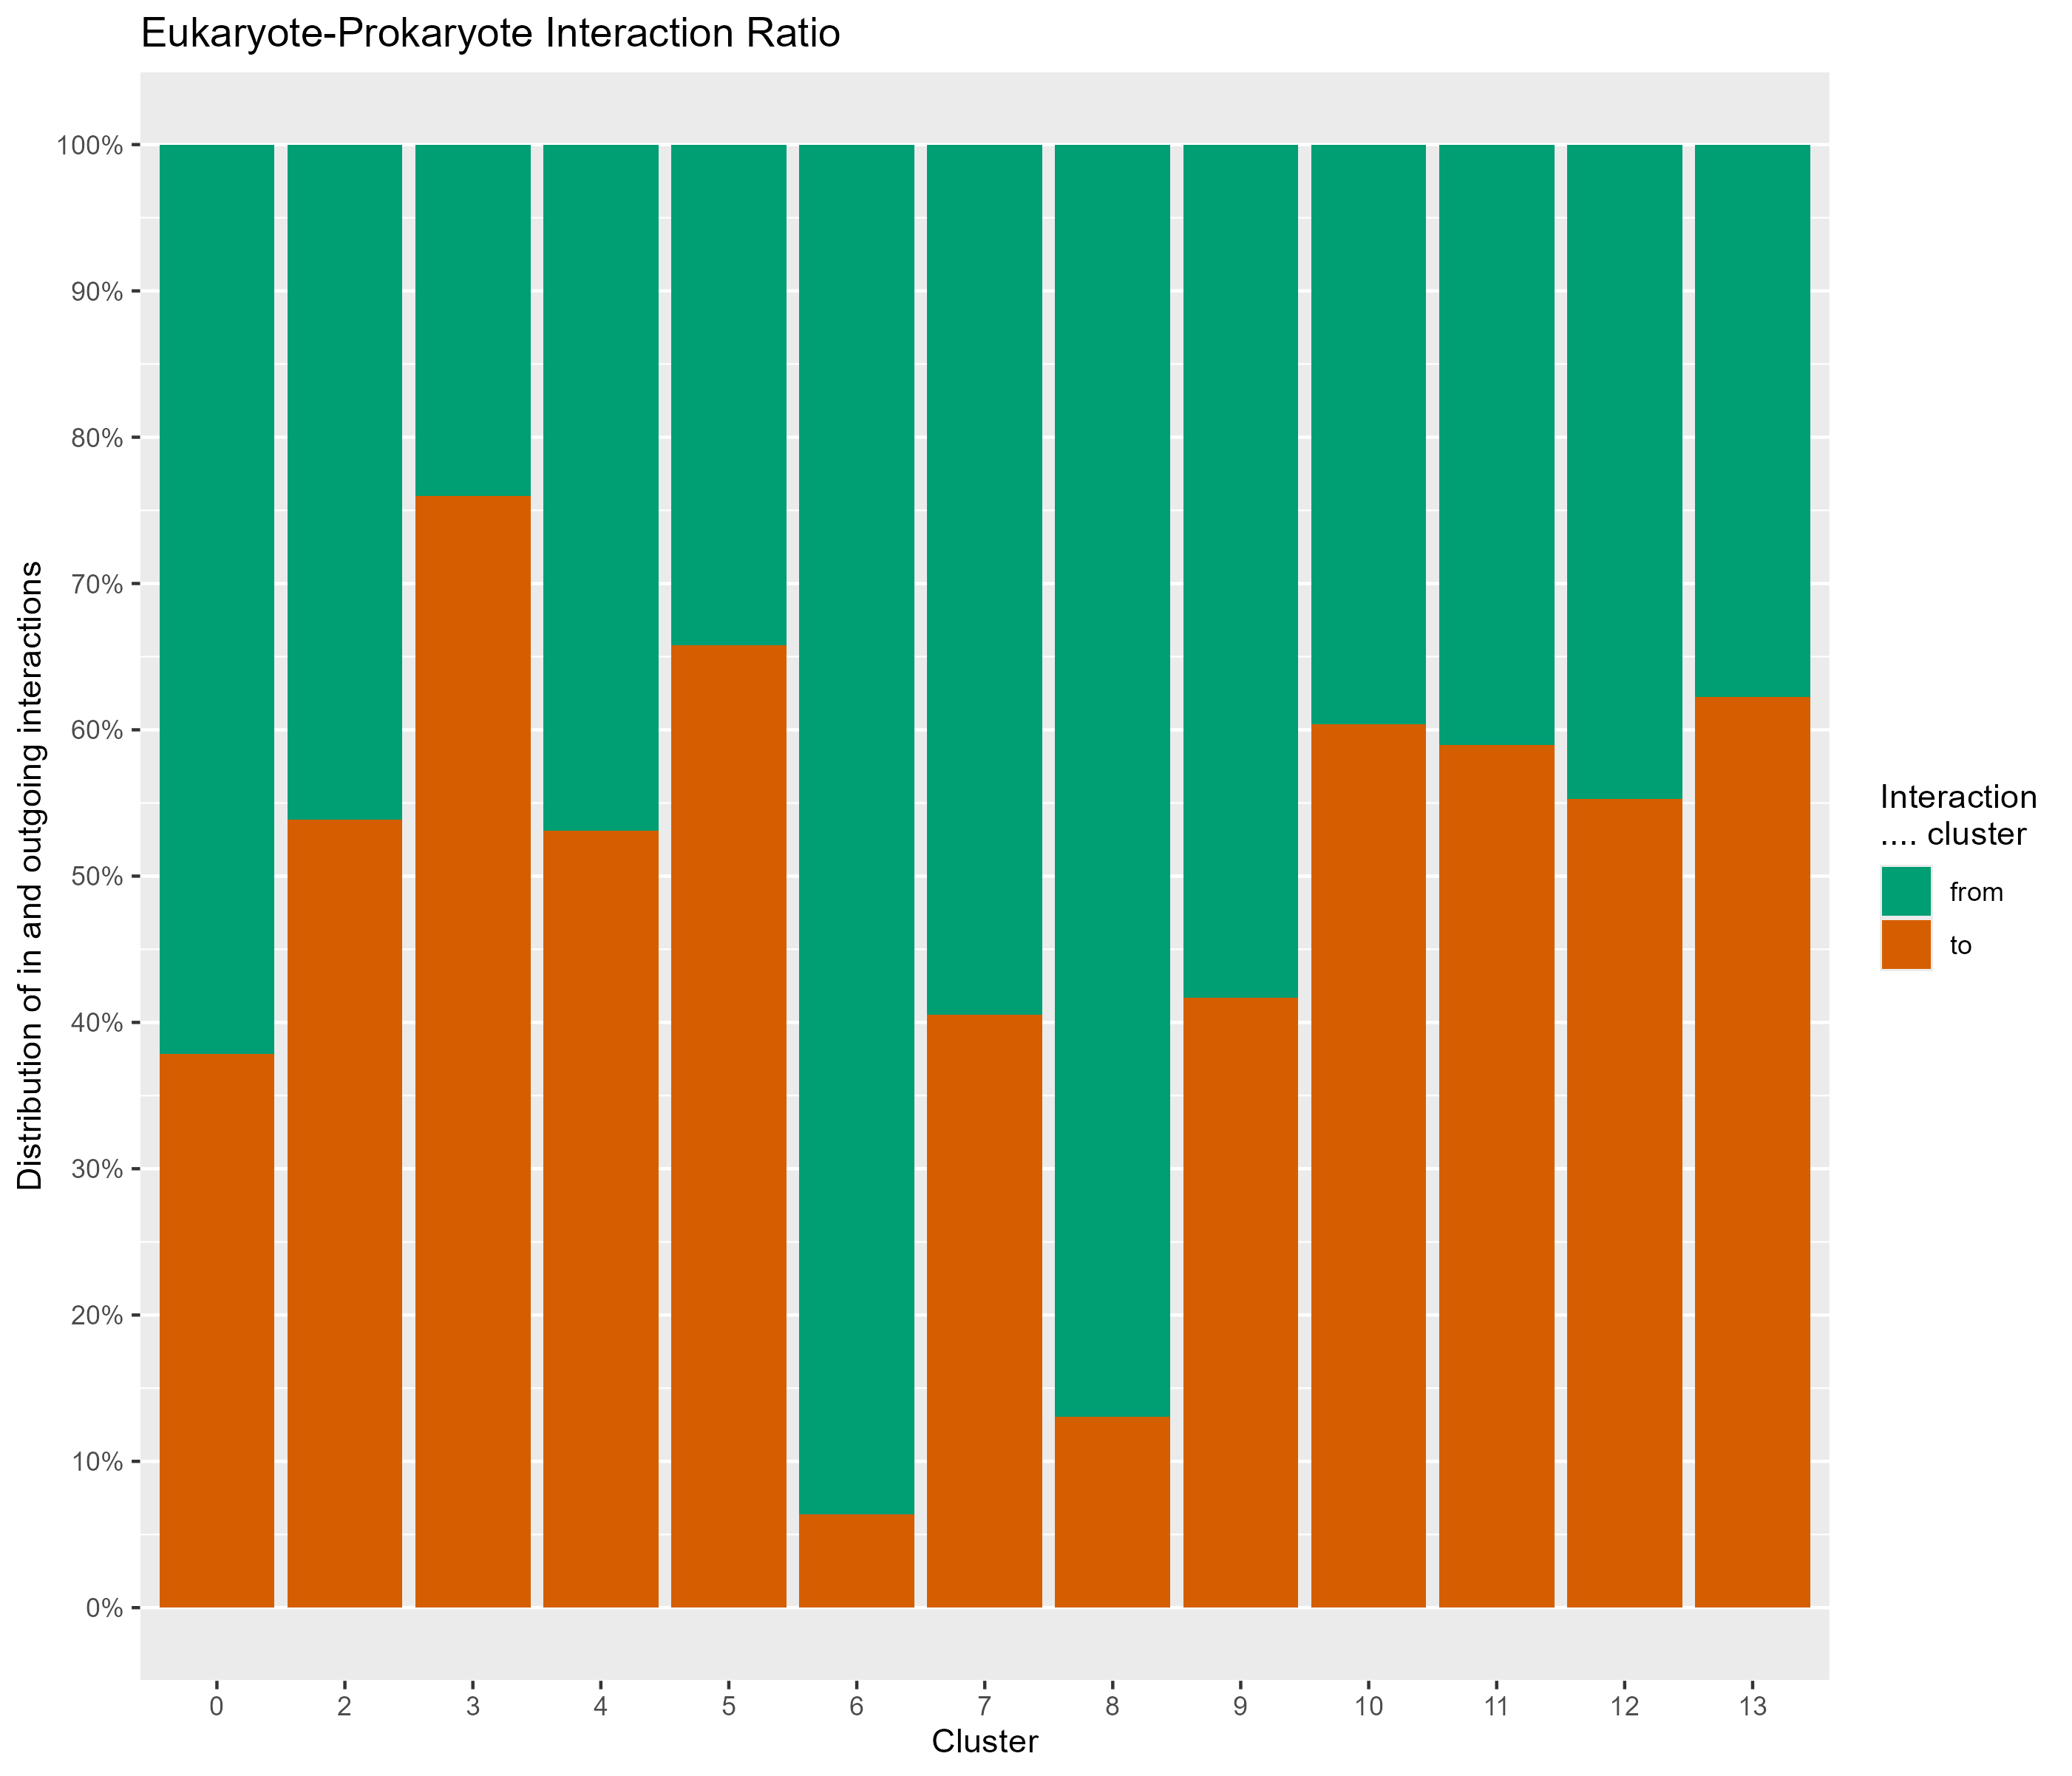 Eukaryote-Prokaryote Interaction Ratio
Distribution of in and outgoing interactions
100%
90%
80%
70%
60%
50%
40%
30%
20%
10%
0%
0 2 3 4 5 6 7 8 9 10 11 12 13
Cluster
Interaction
.... cluster
from
to